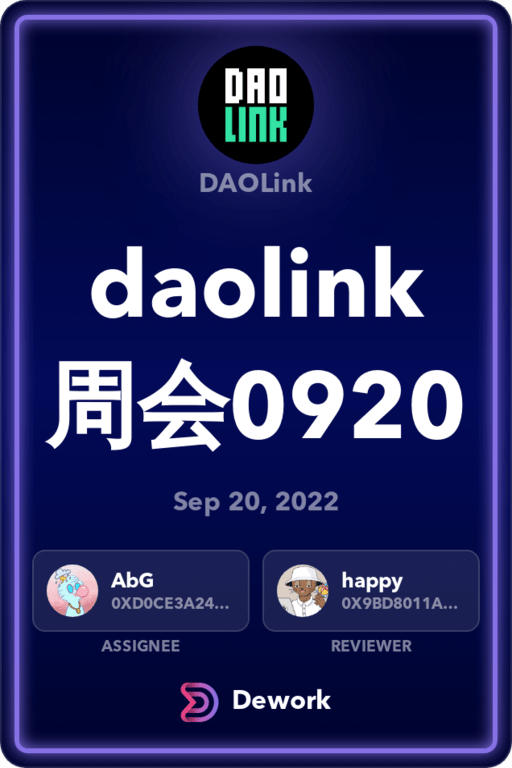 DAO
LINK
DAOLink
daolink
周会0920
Sep 20, 2022
AbG
0XD0CE3A24...
happy
0X9BD8011A...
ASSIGNEE
REVIEWER
Dework